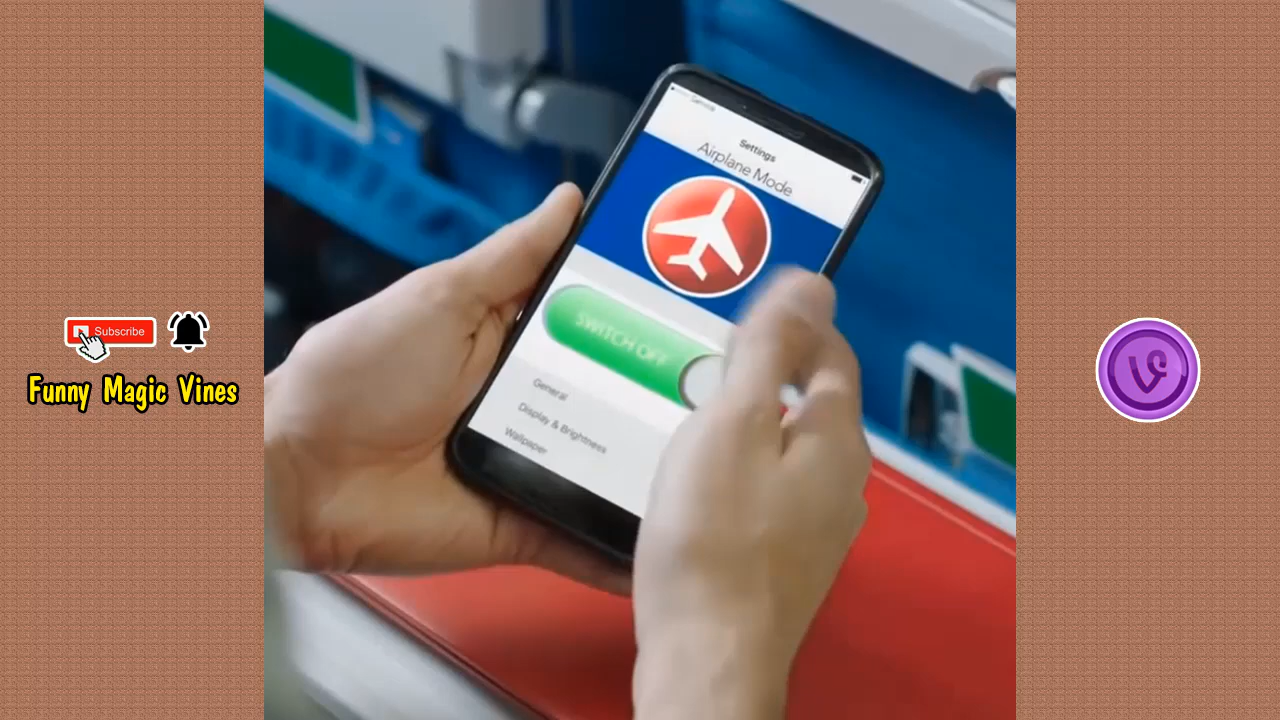 Subscribe
Funny Magic Vines
Settings
Airplane Mode
SWITCH OFF
General
Display & Brightness
Wallpaper